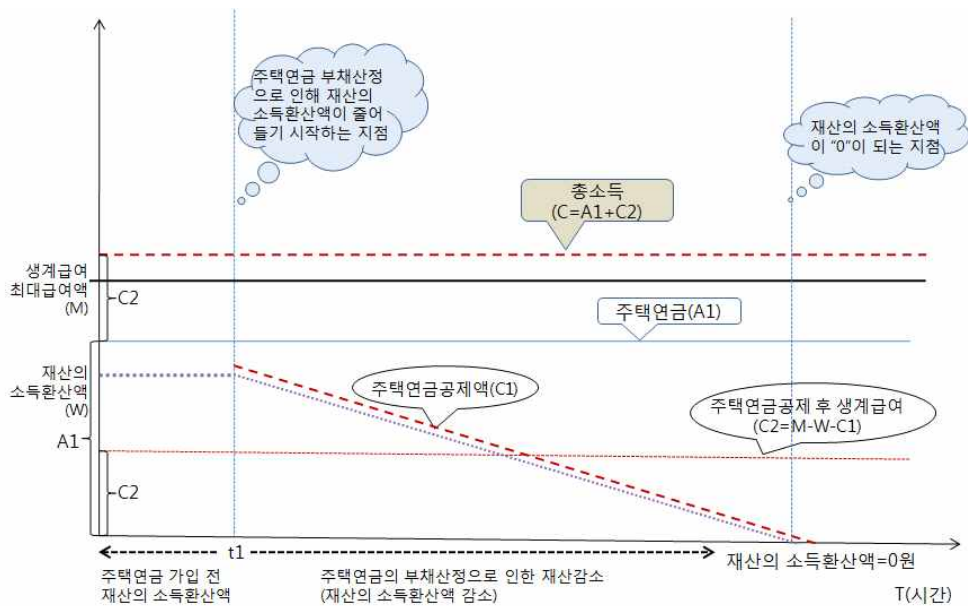 주택연금 부채산정
으로 인해 재산의
소득환산액이 줄어
들기 시작하는 지점
재산의 소득환산액
이 “0”이 되는 지점
총소득
(C=A1+C2)
생계급여
최대급여액
(M)
C2
주택연금(A1)
재산의
소득환산액
(W)
A1
주택연금공제액(C1)
주택연금공제 후 생계급여
(C2=M-W-C1)
C2
t1
재산의 소득환산액=0원
주택연금 가입 전
재산의 소득환산액
주택연금의 부채산정으로 인한 재산감소
(재산의 소득환산액 감소)
T(시간)